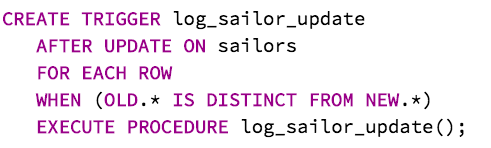 CREATE TRIGGER log_sailor_update
AFTER UPDATE ON sailors
FOR EACH ROW
WHEN (OLD.* IS DISTINCT FROM NEW.*)
EXECUTE PROCEDURE log_sailor_update();